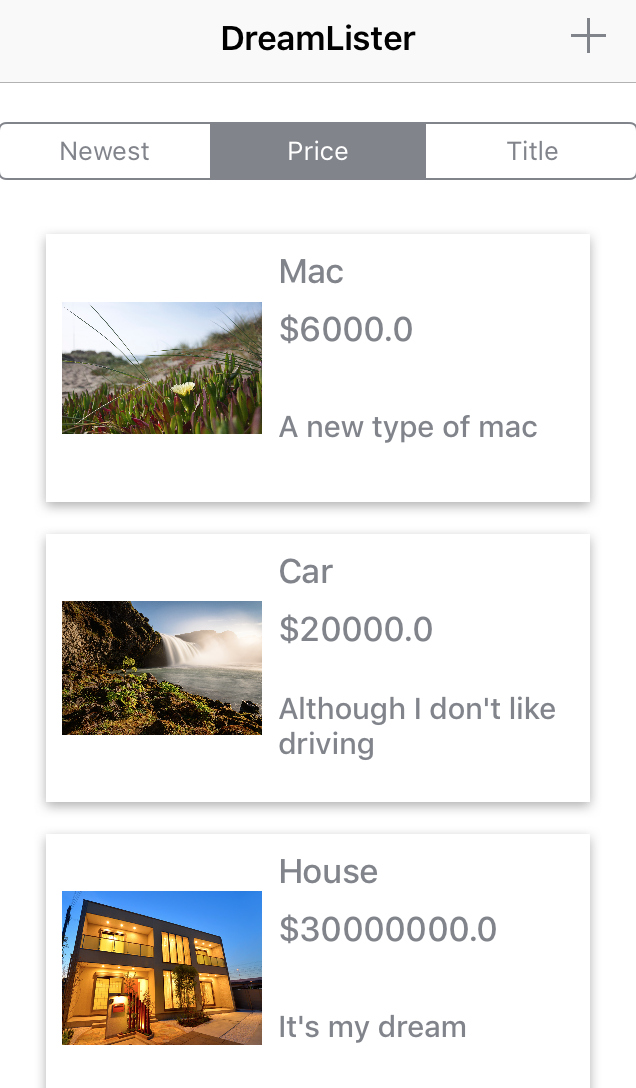 DreamLister
Newest
Price
Title
Mac
$6000.0
A new type of mac
Car
$20000.0
Although I don't like
driving
House
$30000000.0
It's my dream